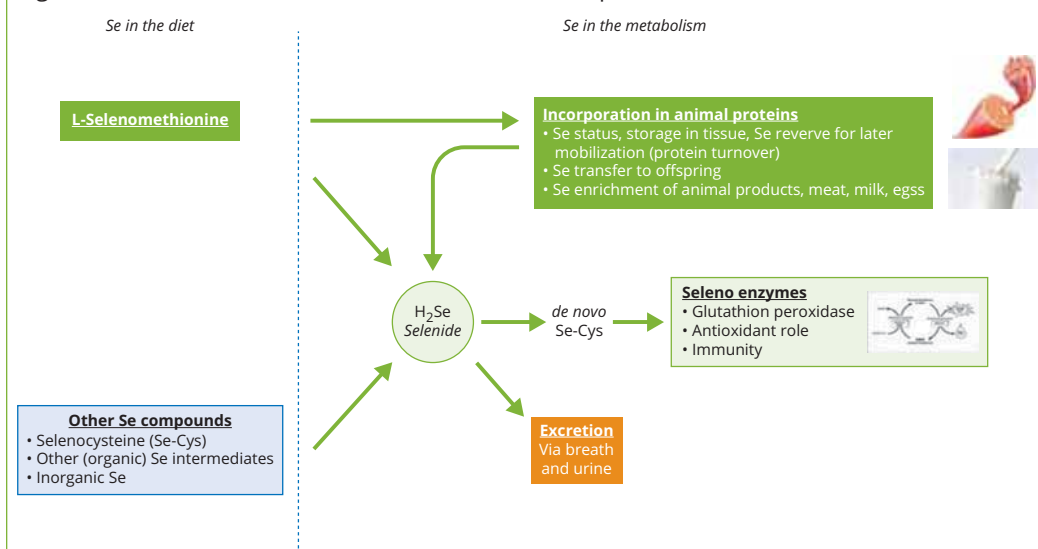 Se in the diet
Se in the metabolism
L-Selenomethionine
Incorporation in animal proteins
• Se status, storage in tissue, Se reverve for later
mobilization (protein turnover)
• Se transfer to offspring
• Se enrichment of animal products, meat, milk, egss
H₂Se
Selenide
de novo
Se-Cys
Seleno enzymes
• Glutathion peroxidase
• Antioxidant role
• Immunity
Other Se compounds
• Selenocysteine (Se-Cys)
• Other (organic) Se intermediates
• Inorganic Se
Excretion
Via breath
and urine